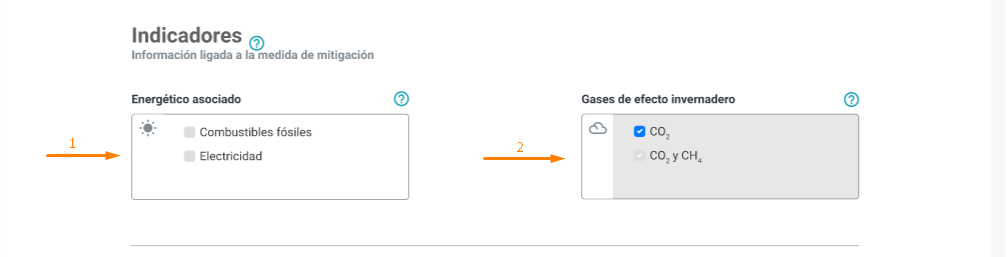 Indicadores ?
Información ligada a la medida de mitigación
Energético asociado ?
Gases de efecto invernadero ?
1
Combustibles fósiles
Electricidad
2
CO₂
CO₂ y CH₄